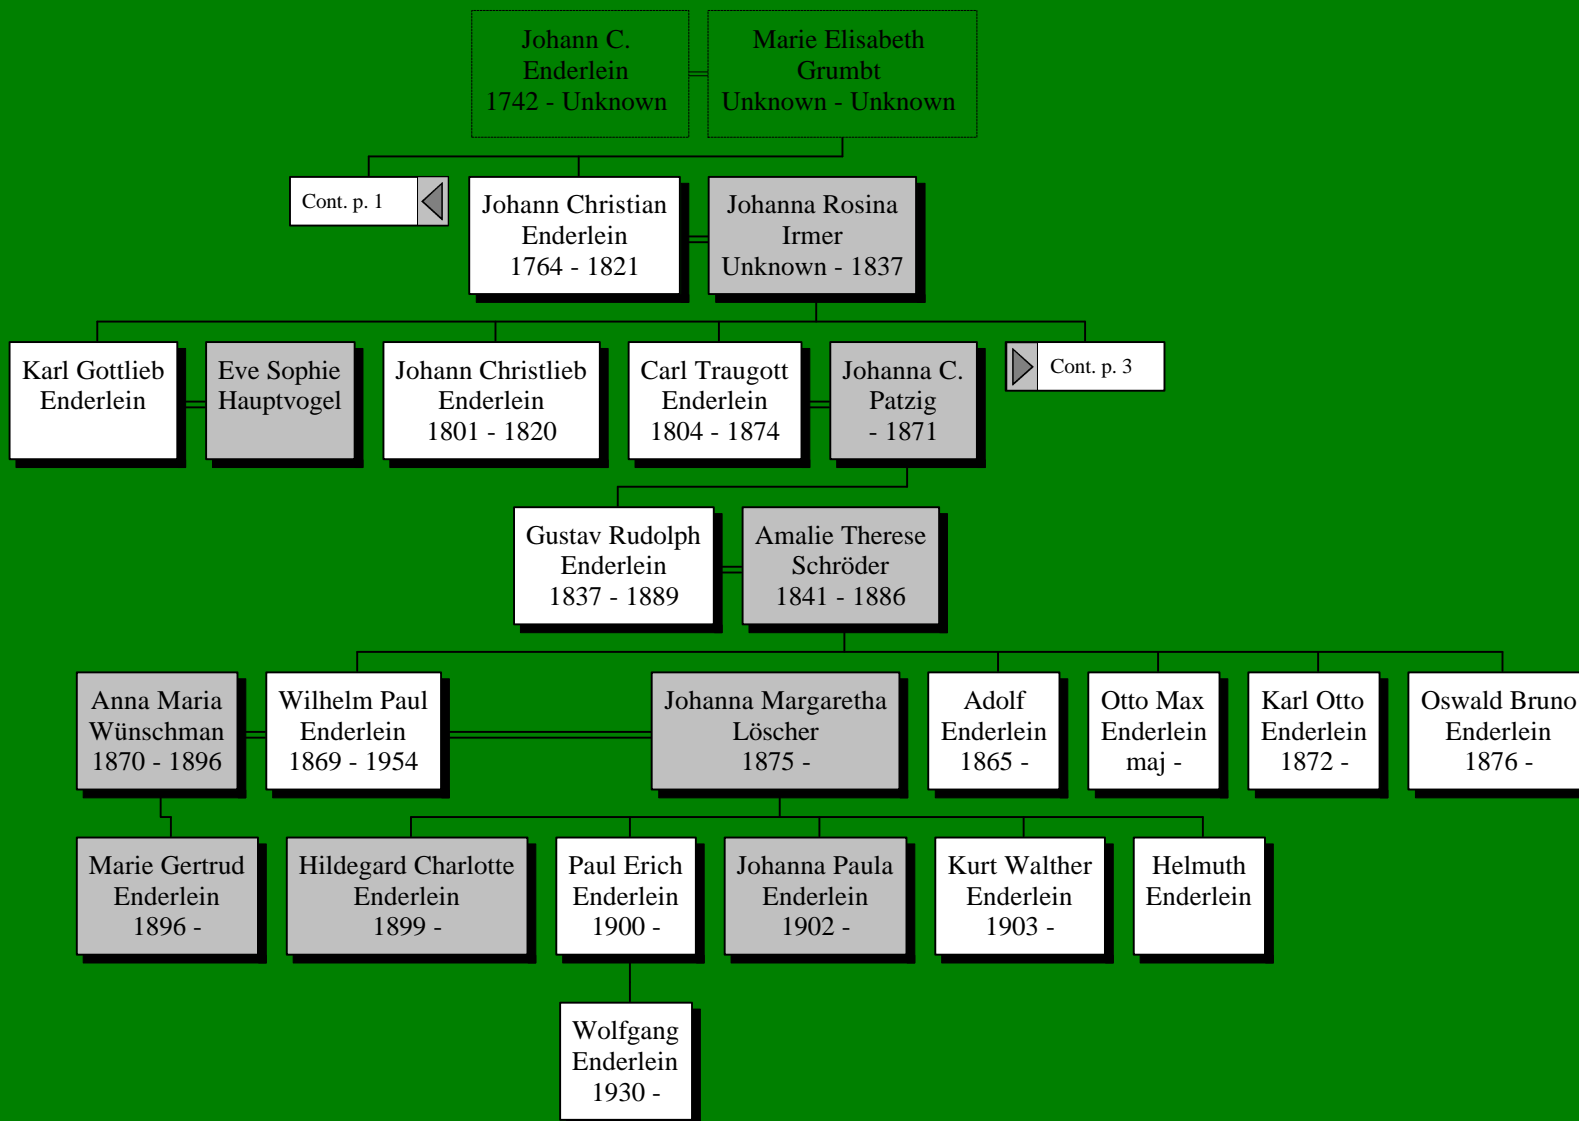 Johann C.
Enderlein
1742 - Unknown
Marie Elisabeth
Grumbt
Unknown - Unknown
Cont. p. 1
Johann Christian
Enderlein
1764 - 1821
Johanna Rosina
Irmer
Unknown - 1837
Karl Gottlieb
Enderlein
Eve Sophie
Hauptvogel
Johann Christlieb
Enderlein
1801 - 1820
Carl Traugott
Enderlein
1804 - 1874
Johanna C.
Patzig
- 1871
Cont. p. 3
Gustav Rudolph
Enderlein
1837 - 1889
Amalie Therese
Schröder
1841 - 1886
Anna Maria
Wünschman
1870 - 1896
Wilhelm Paul
Enderlein
1869 - 1954
Johanna Margaretha
Löscher
1875 -
Adolf
Enderlein
1865 -
Otto Max
Enderlein
maj -
Karl Otto
Enderlein
1872 -
Oswald Bruno
Enderlein
1876 -
Marie Gertrud
Enderlein
1896 -
Hildegard Charlotte
Enderlein
1899 -
Paul Erich
Enderlein
1900 -
Johanna Paula
Enderlein
1902 -
Kurt Walther
Enderlein
1903 -
Helmuth
Enderlein
Wolfgang
Enderlein
1930 -